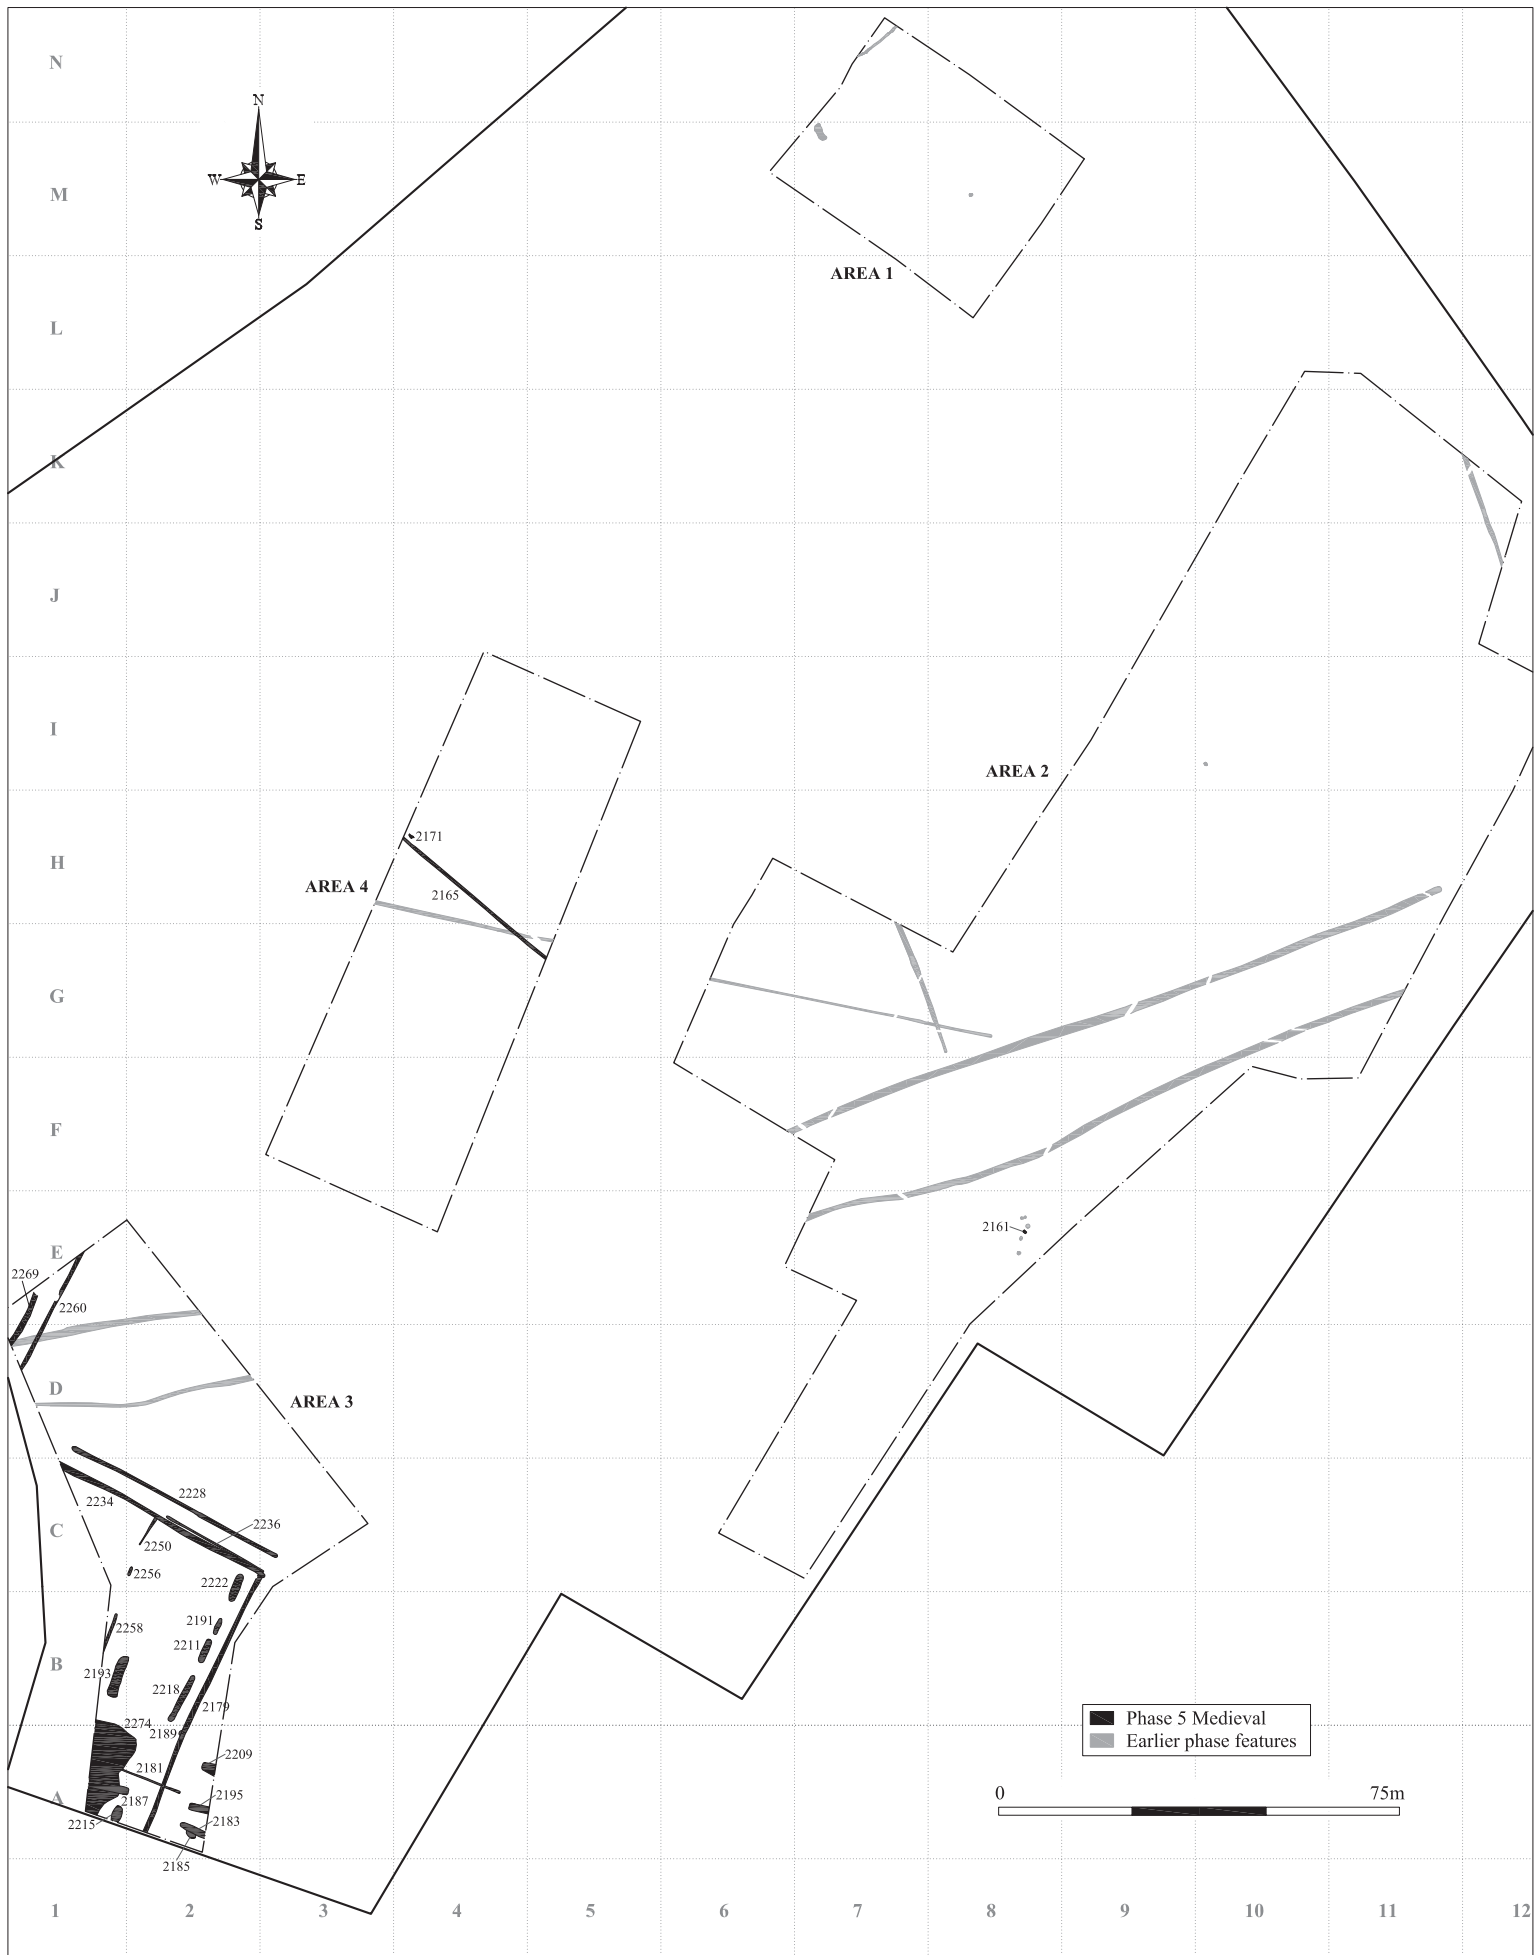 N
N
M
W E
S
AREA 1
L
K
J
I
AREA 2
2171
H
AREA 4
2165
G
F
2161
E
2269
2260
D
AREA 3
2228
2234
2236
C
2250
2256
2222
2191
2258
2211
B
2193
2218
2179
2274
2189
2209
2181
A
2187
2195
2215
2183
2185
Phase 5 Medieval
Earlier phase features
0 75m
1 2 3 4 5 6 7 8 9 10 11 12